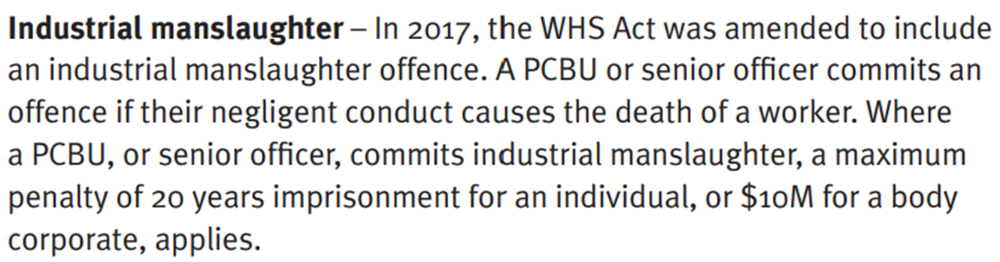 Industrial manslaughter – In 2017, the WHS Act was amended to include
an industrial manslaughter offence. A PCBU or senior officer commits an
offence if their negligent conduct causes the death of a worker. Where
a PCBU, or senior officer, commits industrial manslaughter, a maximum
penalty of 20 years imprisonment for an individual, or $10M for a body
corporate, applies.